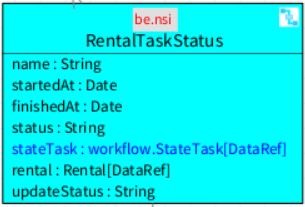 be.nsi
RentalTaskStatus
name : String
startedAt : Date
finishedAt : Date
status : String
stateTask : workflow.StateTask[DataRef]
rental : Rental[DataRef]
updateStatus : String